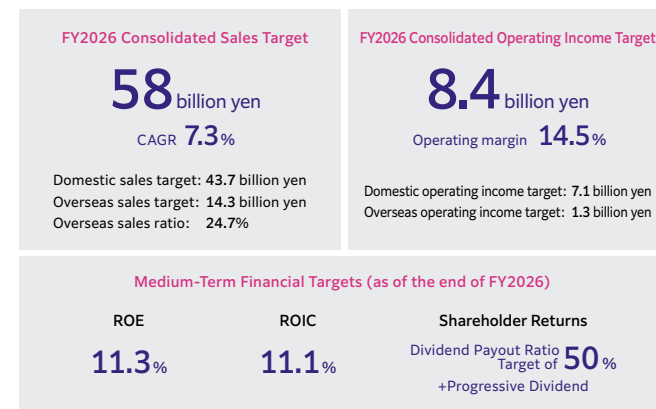 FY2026 Consolidated Sales Target
58 billion yen
CAGR 7.3%
Domestic sales target: 43.7 billion yen
Overseas sales target: 14.3 billion yen
Overseas sales ratio: 24.7%
FY2026 Consolidated Operating Income Target
8.4 billion yen
Operating margin 14.5%
Domestic operating income target: 7.1 billion yen
Overseas operating income target: 1.3 billion yen
Medium-Term Financial Targets (as of the end of FY2026)
ROE
11.3%
ROIC
11.1%
Shareholder Returns
Dividend Payout Ratio
Target of 50%
+Progressive Dividend